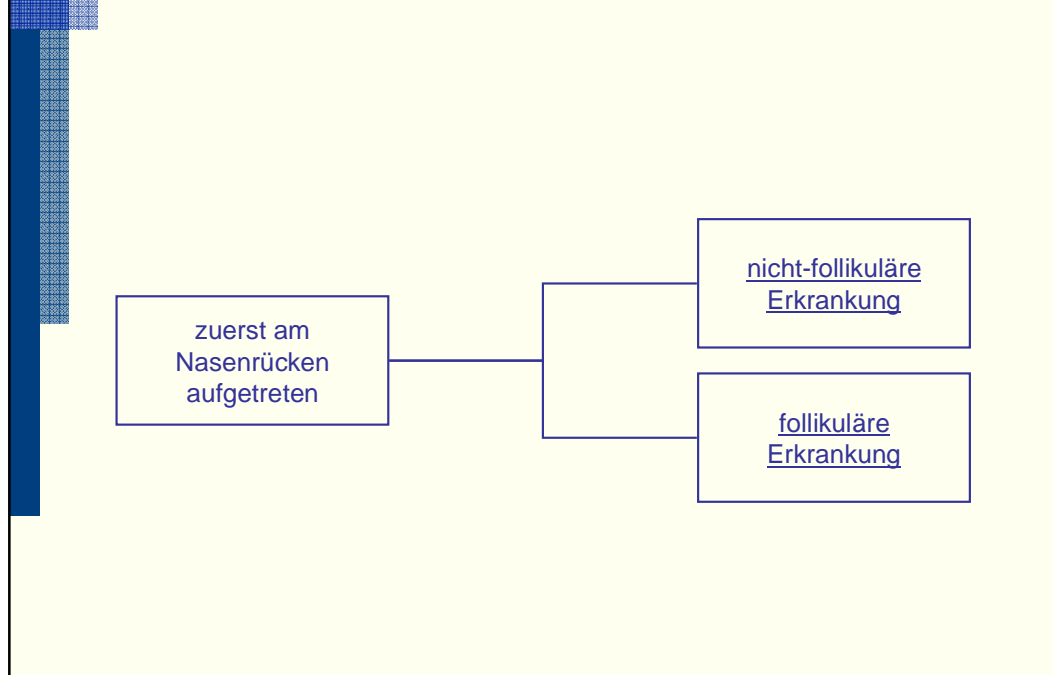 zuerst am
Nasenrücken
aufgetreten
nicht-follikuläre
Erkrankung
follikuläre
Erkrankung